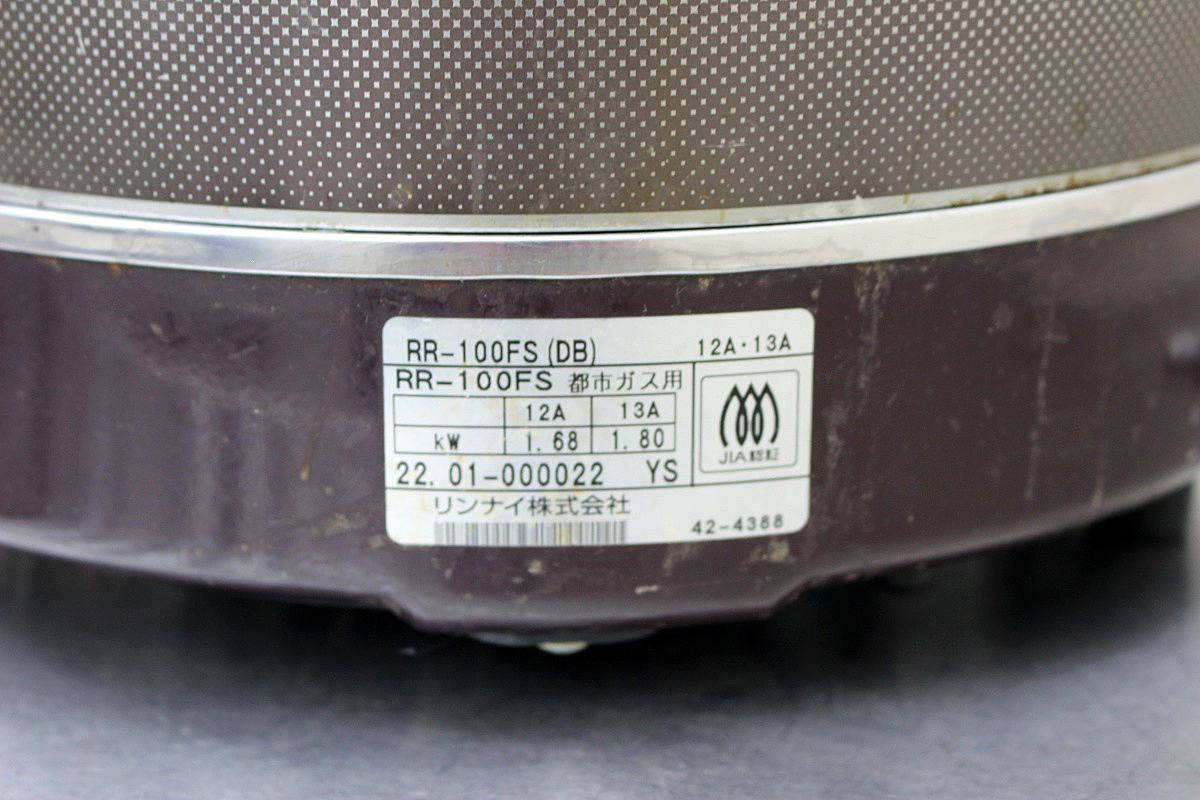 RR-100FS(DB) 12A・13A
RR-100FS 都市ガス用
12A 13A
kW 1.68 1.80
JIA認証
22.01-000022 YS
リンナイ株式会社
42-4388